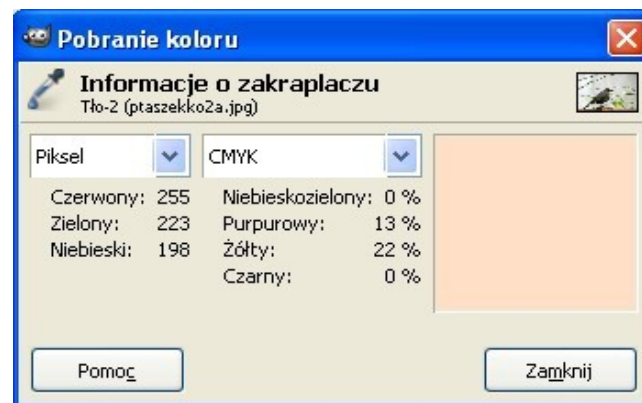 Pobranie koloru
Informacje o zakraplaczu
Tło-2 (ptaszekko2a.jpg)
Piksel CMYK
Czerwony: 255 Niebieskozielony: 0 %
Zielony: 223 Purpurowy: 13 %
Niebieski: 198 Żółty: 22 %
Czarny: 0 %
Pomoc Zamknij